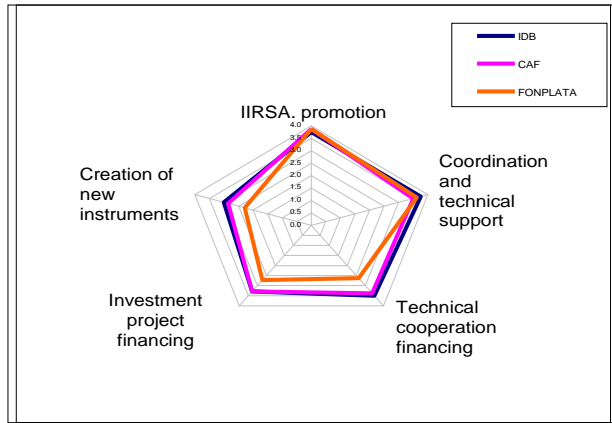 IDB
CAF
FONPLATA
IIRSA. promotion
4.0
3.5
3.0
2.5
2.0
1.5
1.0
0.5
0.0
Coordination
and
technical
support
Technical
cooperation
financing
Investment
project
financing
Creation of
new
instruments